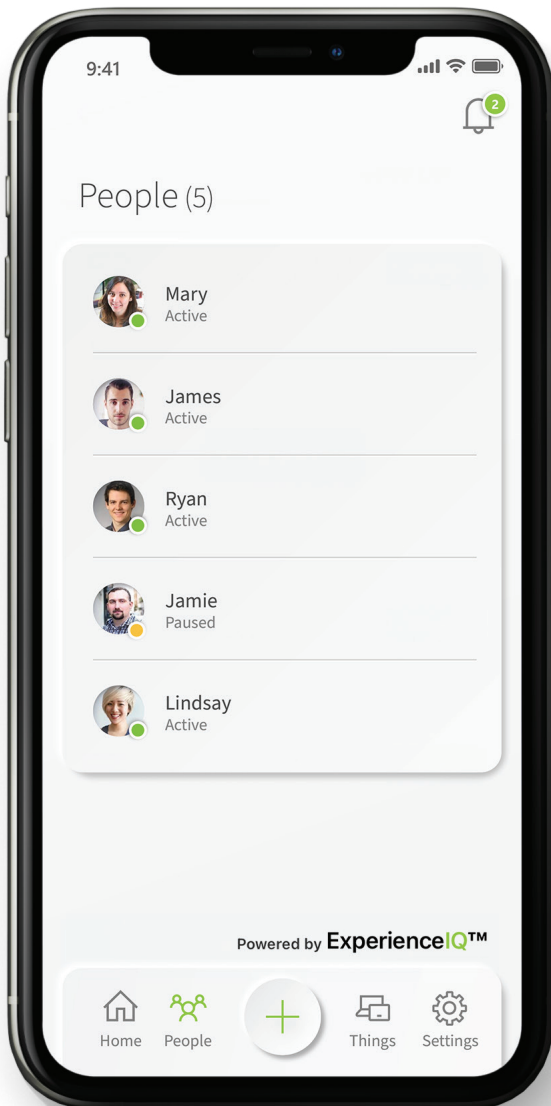 9:41
2
People (5)
Mary
Active
James
Active
Ryan
Active
Jamie
Paused
Lindsay
Active
Powered by ExperienceIQ™
Home People Things Settings